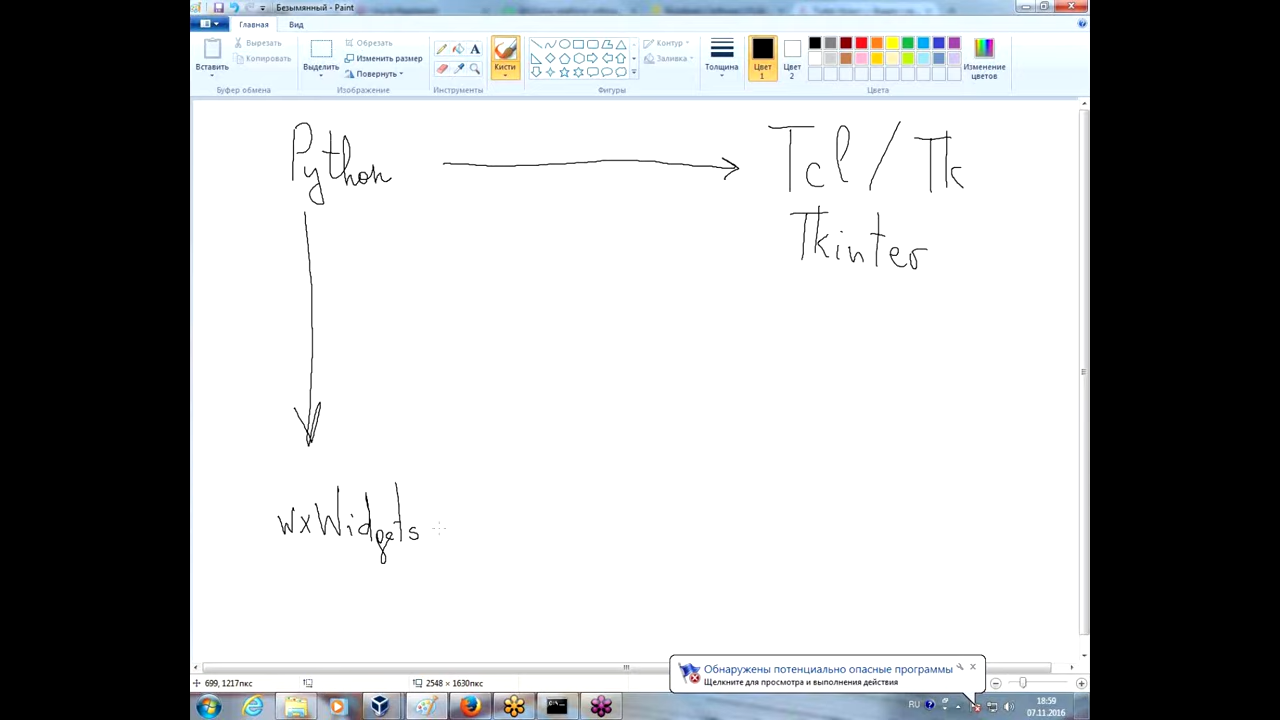 Безымянный - Paint
Главная Вид
Вставить
Вырезать
Копировать
Буфер обмена
Выделить
Обрезать
Изменить размер
Повернуть
Изображение
A
Инструменты
Кисти
Контур
Заливка
Фигуры
Толщина
Цвет 1
Цвет 2
Изменение цветов
Цвета
Python
Tcl / Tk
Tkinter
wxWidgets
Обнаружены потенциально опасные программы
Щелкните для просмотра и выполнения действия
699, 1217пкс
2548 × 1630пкс
RU
18:59
07.11.2016